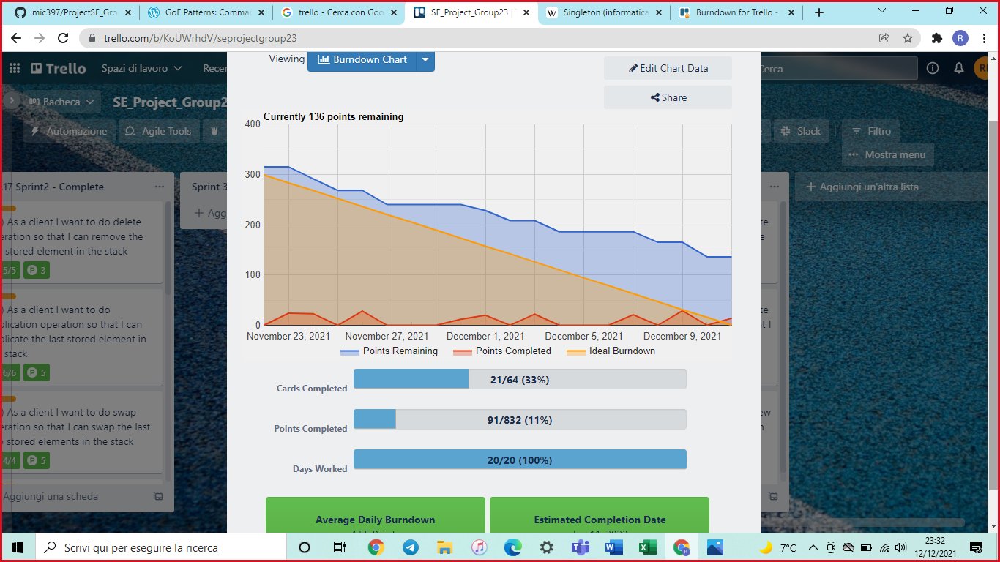 mic397/ProjectSE_Gro
GoF Patterns: Comma
trello - Cerca con Goo
SE_Project_Group23 |
Singleton (informatica
Burndown for Trello -
trello.com/b/KoUWrhdV/seprojectgroup23
R
Trello
Spazi di lavoro
Recer
Cerca
Viewing
Burndown Chart
Edit Chart Data
Share
Bacheca
SE_Project_Group2
Automazione
Agile Tools
Slack
Filtro
Mostra menu
Currently 136 points remaining
400
300
200
100
0
November 23, 2021
November 27, 2021
December 1, 2021
December 5, 2021
December 9, 2021
Points Remaining
Points Completed
Ideal Burndown
Cards Completed
21/64 (33%)
Points Completed
91/832 (11%)
Days Worked
20/20 (100%)
Average Daily Burndown
Estimated Completion Date
.17 Sprint2 - Complete
) As a client I want to do delete
eration so that I can remove the
stored element in the stack
5/5
P 3
) As a client I want to do
plication operation so that I can
plicate the last stored element in
stack
6/6
P 5
) As a client I want to do swap
eration so that I can swap the last
stored elements in the stack
4/4
P 5
Aggiungi una scheda
Sprint 3
+ Agg
+ Aggiungi un'altra lista
Scrivi qui per eseguire la ricerca
7°C
23:32
12/12/2021